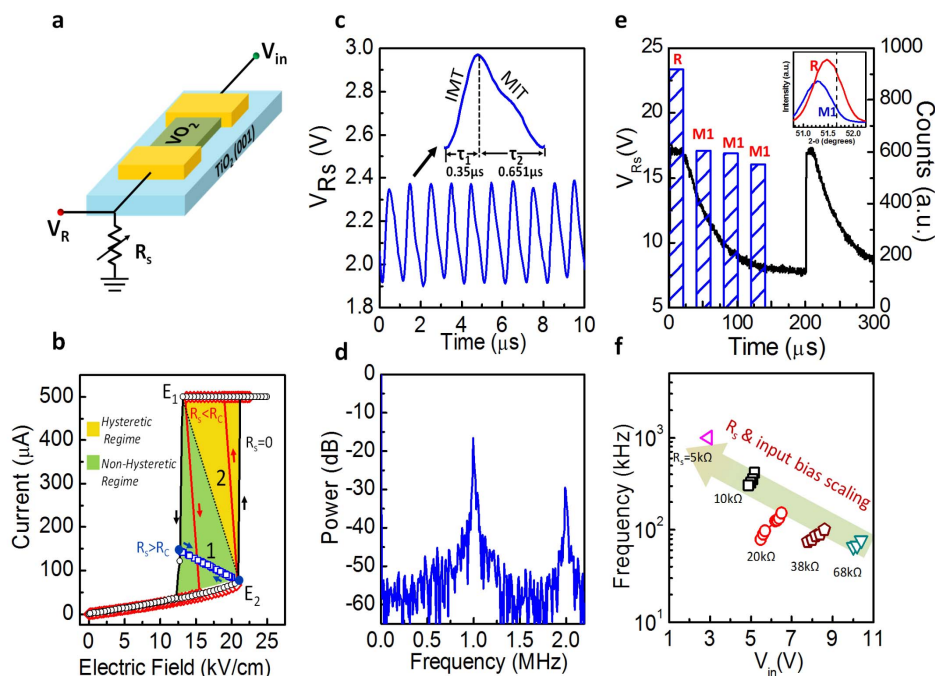 a
V_in
VO₂
TiO₂ (001)
V_R
R_s
b
Current (μA)
500
400
300
200
100
0
E₁
R_s<R_C
R_s=0
Hysteretic
Regime
Non-Hysteretic
Regime
2
1
R_s>R_C
E₂
0 5 10 15 20 25
Electric Field (kV/cm)
c
V_Rs (V)
3.0
2.8
2.6
2.4
2.2
2.0
1.8
IMT
MIT
τ₁ τ₂
0.35μs 0.651μs
0 2 4 6 8 10
Time (μs)
d
Power (dB)
0
-10
-20
-30
-40
-50
-60
0.0 0.5 1.0 1.5 2.0
Frequency (MHz)
e
V_Rs(V)
25
20
15
10
5
R
M1
M1
M1
Intensity (a.u.)
R
M1
51.0 51.5 52.0
2-θ (degrees)
1000
800
600
400
200
0
Counts (a.u.)
0 100 200 300
Time (μs)
f
Frequency (kHz)
10⁴
10³
10²
10¹
R_s & input bias scaling
R_s=5kΩ
10kΩ
20kΩ
38kΩ
68kΩ
1 3 5 7 9 11
V_in(V)